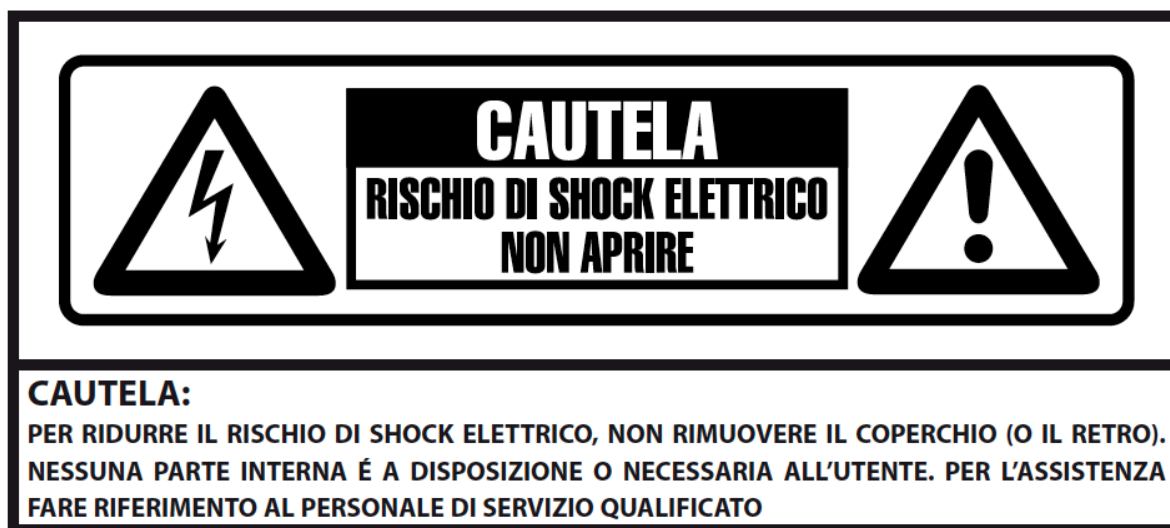 CAUTELA
RISCHIO DI SHOCK ELETTRICO
NON APRIRE
CAUTELA:
PER RIDURRE IL RISCHIO DI SHOCK ELETTRICO, NON RIMUOVERE IL COPERCHIO (O IL RETRO).
NESSUNA PARTE INTERNA É A DISPOSIZIONE O NECESSARIA ALL’UTENTE. PER L’ASSISTENZA
FARE RIFERIMENTO AL PERSONALE DI SERVIZIO QUALIFICATO